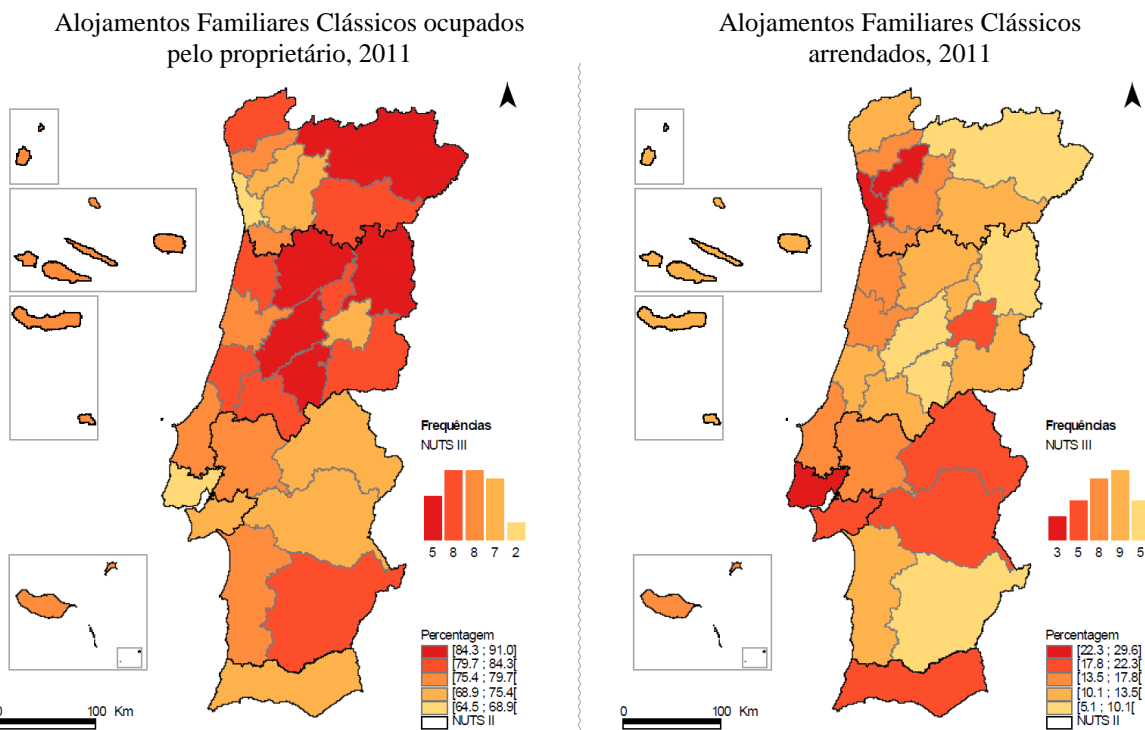 Alojamentos Familiares Clássicos ocupados
pelo proprietário, 2011
Frequências
NUTS III
5 8 8 7 2
Percentagem
[84.3 ; 91.0]
[79.7 ; 84.3[
[75.4 ; 79.7[
[68.9 ; 75.4[
[64.5 ; 68.9[
NUTS II
0 100 Km
Alojamentos Familiares Clássicos
arrendados, 2011
Frequências
NUTS III
3 5 8 9 5
Percentagem
[22.3 ; 29.6]
[17.8 ; 22.3[
[13.5 ; 17.8[
[10.1 ; 13.5[
[5.1 ; 10.1[
NUTS II
0 100 Km